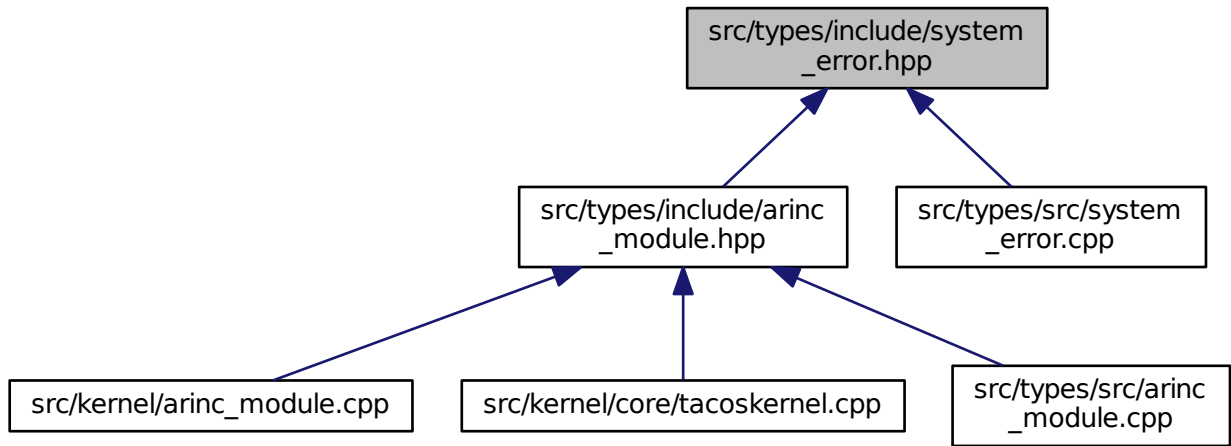 src/types/include/system
_error.hpp
src/types/include/arinc
_module.hpp
src/types/src/system
_error.cpp
src/kernel/arinc_module.cpp
src/kernel/core/tacoskernel.cpp
src/types/src/arinc
_module.cpp